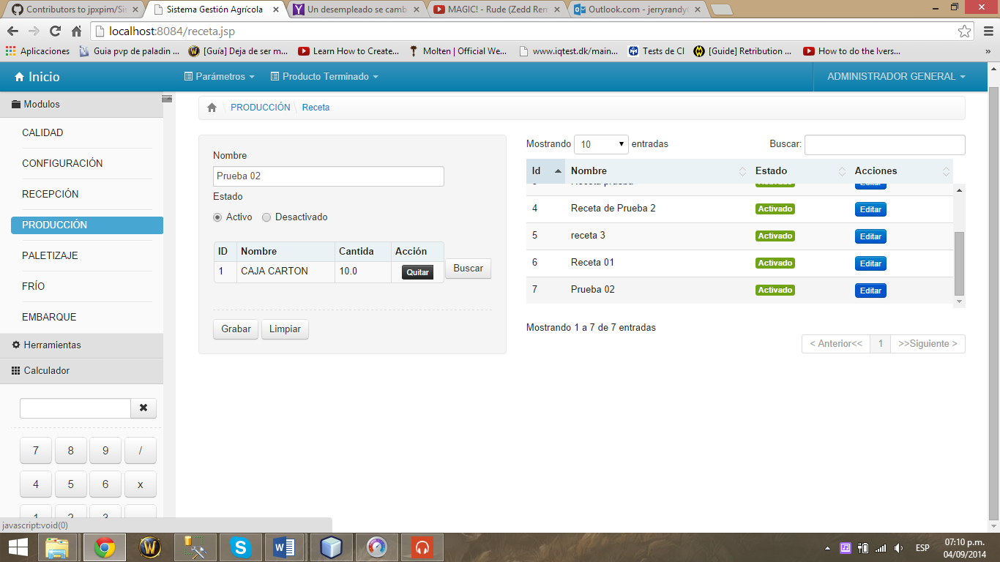 Contributors to jpxpim/Sis
Sistema Gestión Agrícola
Un desempleado se camb
MAGIC! - Rude (Zedd Rem
Outlook.com - jerryrandy
localhost:8084/receta.jsp
Aplicaciones
Guia pvp de paladin ...
[Guía] Deja de ser m...
Learn How to Create...
Molten | Official We...
www.iqtest.dk/main...
Tests de CI
[Guide] Retribution ...
How to do the Ivers...
»
Inicio
Parámetros
Producto Terminado
ADMINISTRADOR GENERAL
Modulos
CALIDAD
CONFIGURACIÓN
RECEPCIÓN
PRODUCCIÓN
PALETIZAJE
FRÍO
EMBARQUE
Herramientas
Calculador
7 8 9 /
4 5 6 x
1 2 3
javascript:void(0)
PRODUCCIÓN \ Receta
Nombre
Prueba 02
Estado
Activo Desactivado
ID Nombre Cantida Acción
1 CAJA CARTON 10.0 Quitar
Buscar
Grabar Limpiar
Mostrando 10 entradas
Buscar:
Id Nombre Estado Acciones
3 Receta prueba Activado Editar
4 Receta de Prueba 2 Activado Editar
5 receta 3 Activado Editar
6 Receta 01 Activado Editar
7 Prueba 02 Activado Editar
Mostrando 1 a 7 de 7 entradas
< Anterior<< 1 >>Siguiente >
ESP
07:10 p.m.
04/09/2014